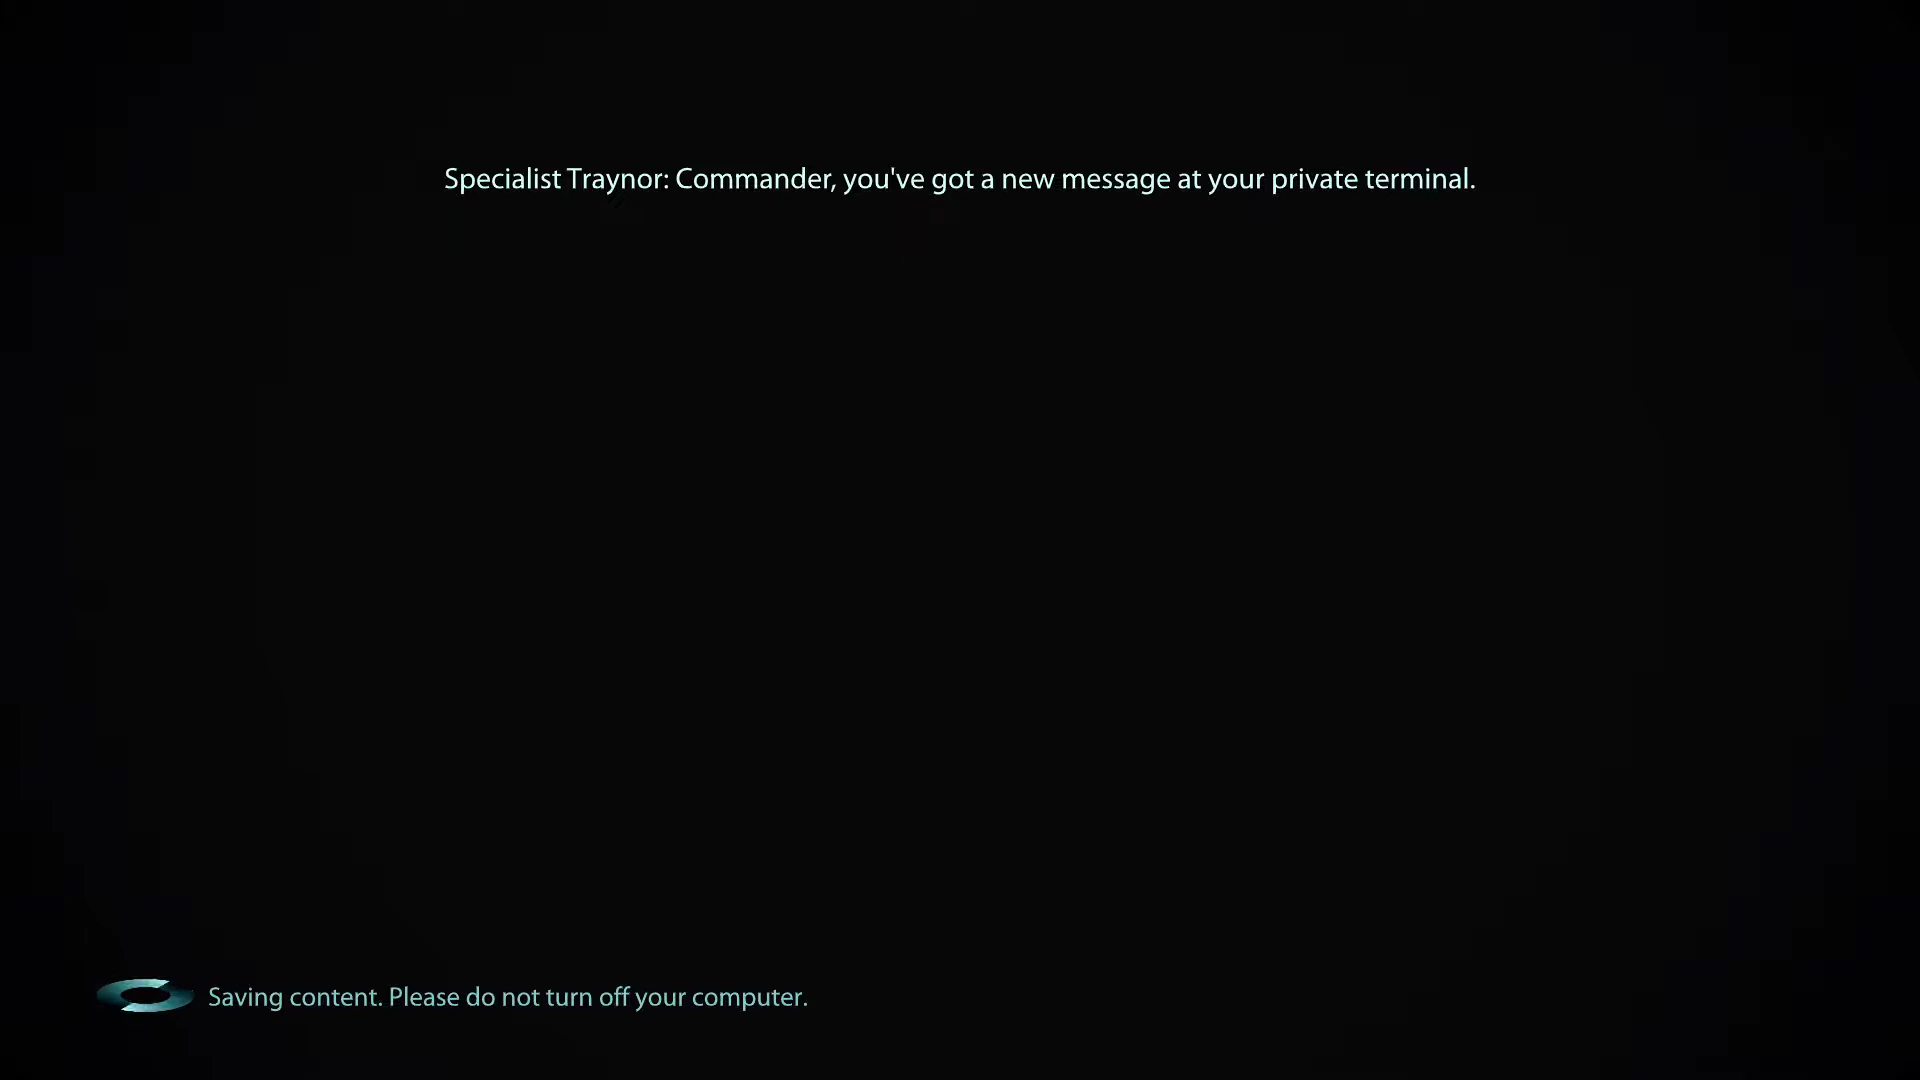 Specialist Traynor: Commander, you've got a new message at your private terminal.
Saving content. Please do not turn off your computer.